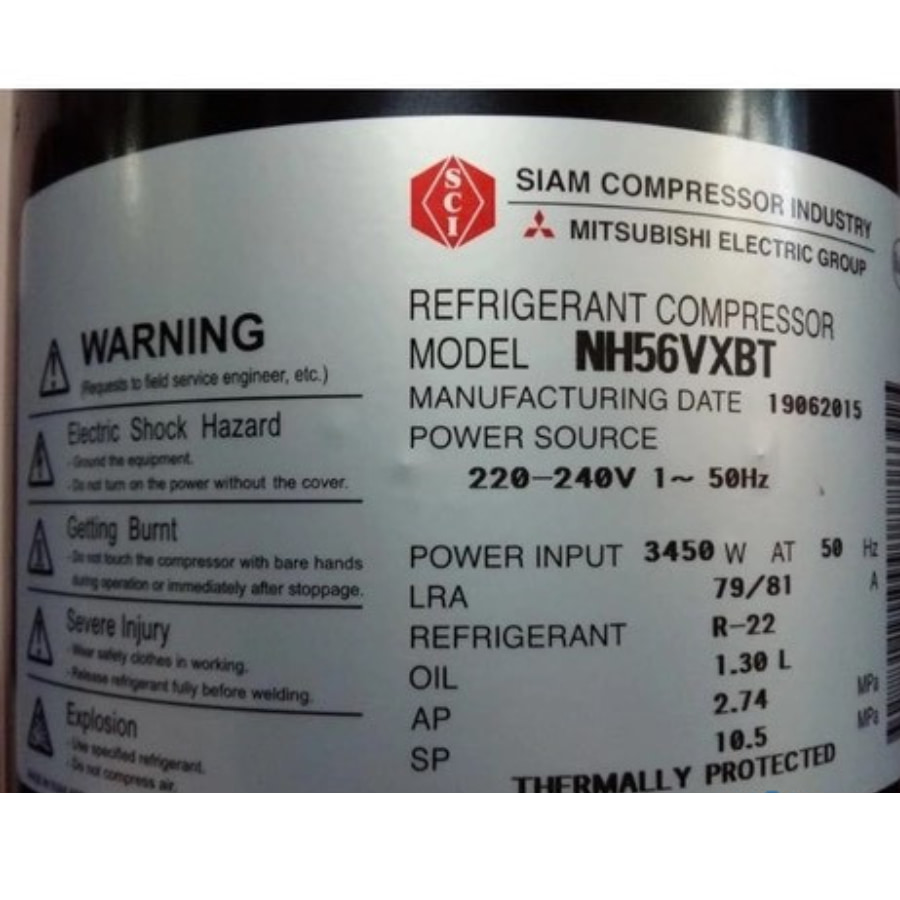 SCI
SIAM COMPRESSOR INDUSTRY
MITSUBISHI ELECTRIC GROUP
WARNING
(Requests to field service engineer, etc.)
Electric Shock Hazard
- Ground the equipment.
- Do not turn on the power without the cover.
Getting Burnt
- Do not touch the compressor with bare hands
during operation or immediately after stoppage.
Severe Injury
- Wear safety clothes in working.
- Release refrigerant fully before welding.
Explosion
- Use specified refrigerant.
- Do not compress air.
REFRIGERANT COMPRESSOR
MODEL NH56VXBT
MANUFACTURING DATE 19062015
POWER SOURCE
220-240V 1~ 50Hz
POWER INPUT 3450 W AT 50 Hz
LRA 79/81 A
REFRIGERANT R-22
OIL 1.30 L
AP 2.74 MPa
SP 10.5 MPa
THERMALLY PROTECTED